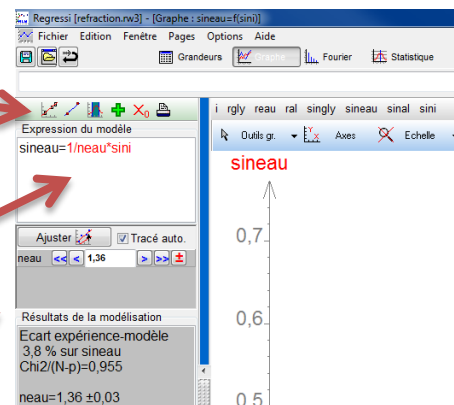 Regressi [refraction.rw3] - [Graphe : sineau=f(sini)]
Fichier Edition Fenêtre Pages Options Aide
Grandeurs Graphe Fourier Statistique
i rgly reau ral singly sineau sinal sini
Expression du modèle
Outils gr. Axes Echelle
sineau=1/neau*sini
sineau
Ajuster Tracé auto.
neau << < 1,36 > >> ±
0,7
Résultats de la modélisation
0,6
Ecart expérience-modèle
3,8 % sur sineau
Chi2/(N-p)=0,955
neau=1,36 ±0,03
0,5